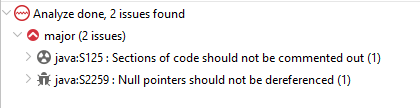 Analyze done, 2 issues found
major (2 issues)
java:S125 : Sections of code should not be commented out (1)
java:S2259 : Null pointers should not be dereferenced (1)